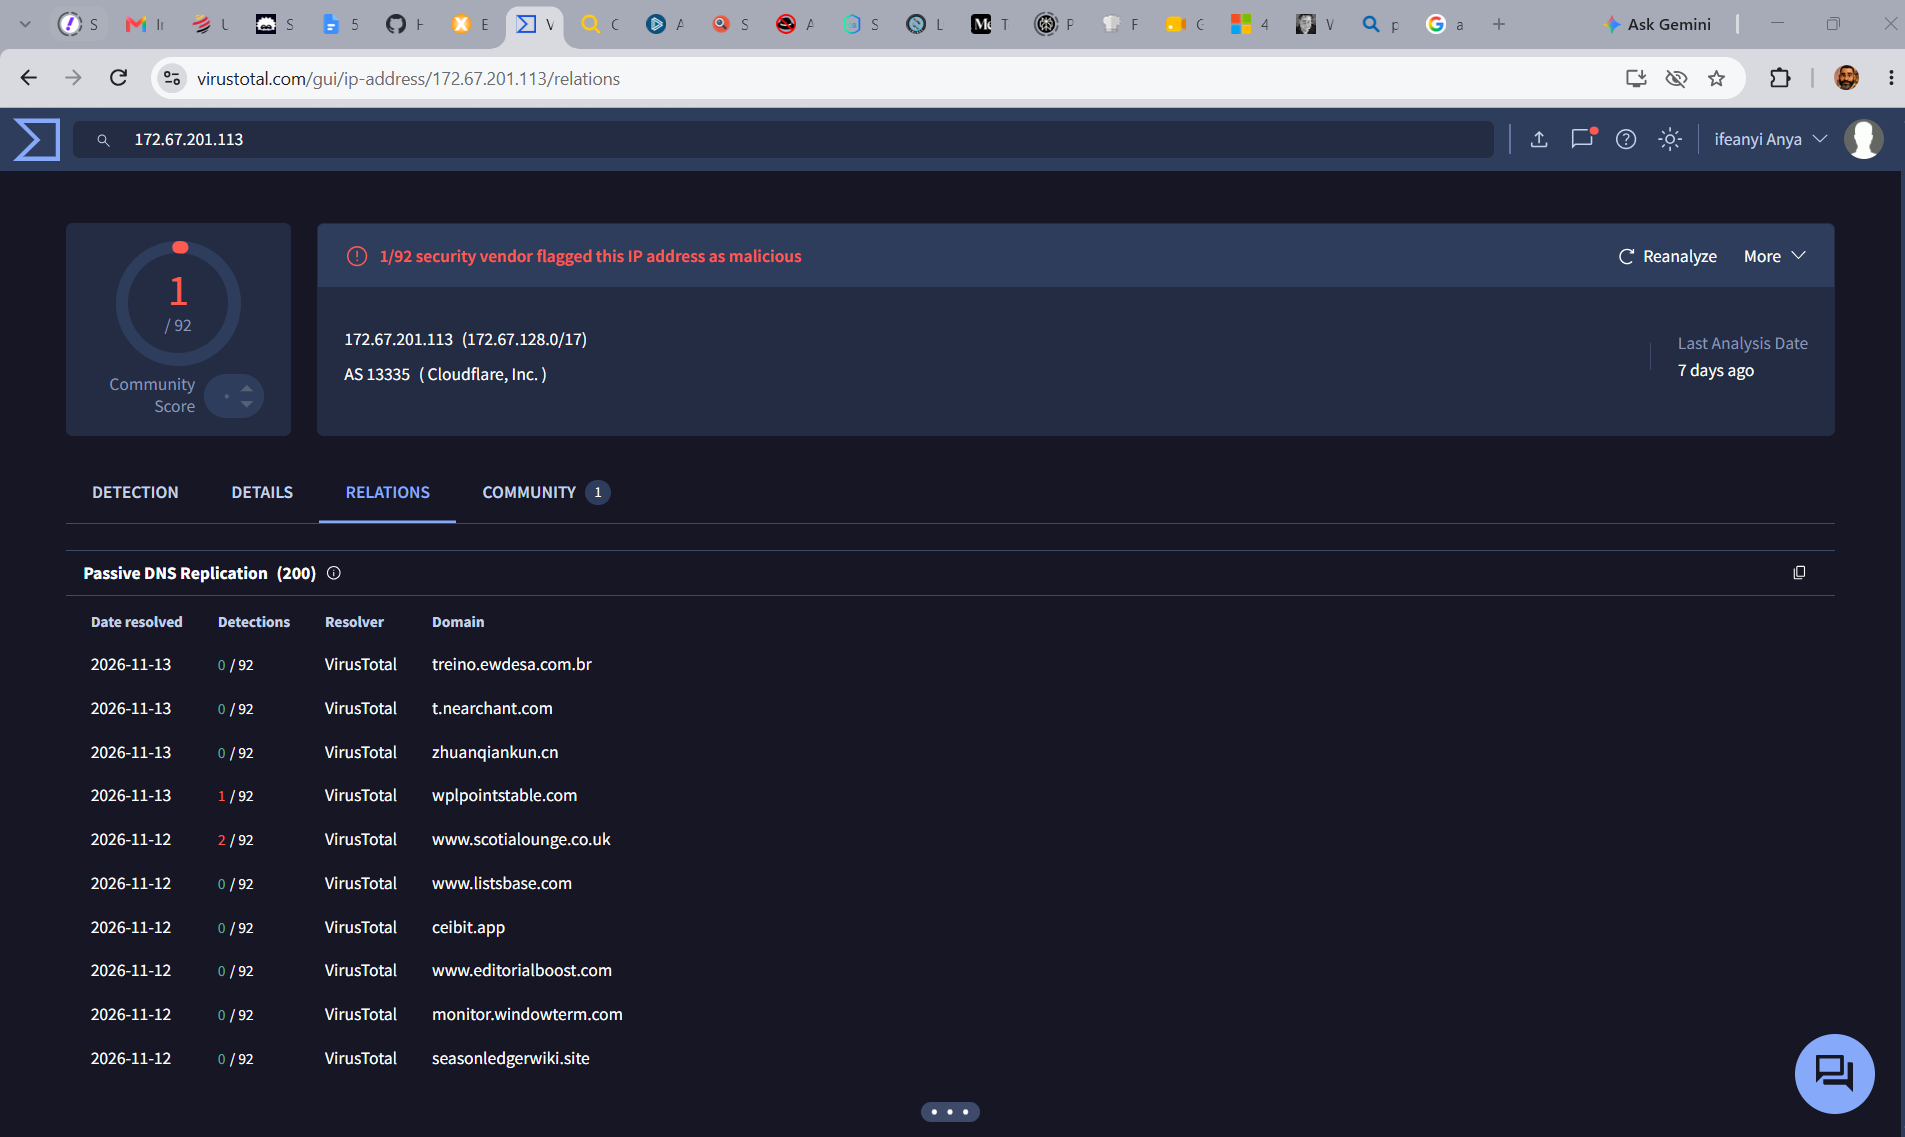 S
U
S
5
H
E
V
C
A
S
A
S
L
T
P
F
C
4
V
p
a
Ask Gemini
virustotal.com/gui/ip-address/172.67.201.113/relations
172.67.201.113
ifeanyi Anya
1
/ 92
Community
Score
1/92 security vendor flagged this IP address as malicious
Reanalyze
More
172.67.201.113 (172.67.128.0/17)
AS 13335 ( Cloudflare, Inc. )
Last Analysis Date
7 days ago
DETECTION
DETAILS
RELATIONS
COMMUNITY 1
Passive DNS Replication (200)
Date resolved Detections Resolver Domain
2026-11-13 0 / 92 VirusTotal treino.ewdesa.com.br
2026-11-13 0 / 92 VirusTotal t.nearchant.com
2026-11-13 0 / 92 VirusTotal zhuanqiankun.cn
2026-11-13 1 / 92 VirusTotal wplpointstable.com
2026-11-12 2 / 92 VirusTotal www.scotialounge.co.uk
2026-11-12 0 / 92 VirusTotal www.listsbase.com
2026-11-12 0 / 92 VirusTotal ceibit.app
2026-11-12 0 / 92 VirusTotal www.editorialboost.com
2026-11-12 0 / 92 VirusTotal monitor.windowterm.com
2026-11-12 0 / 92 VirusTotal seasonledgerwiki.site